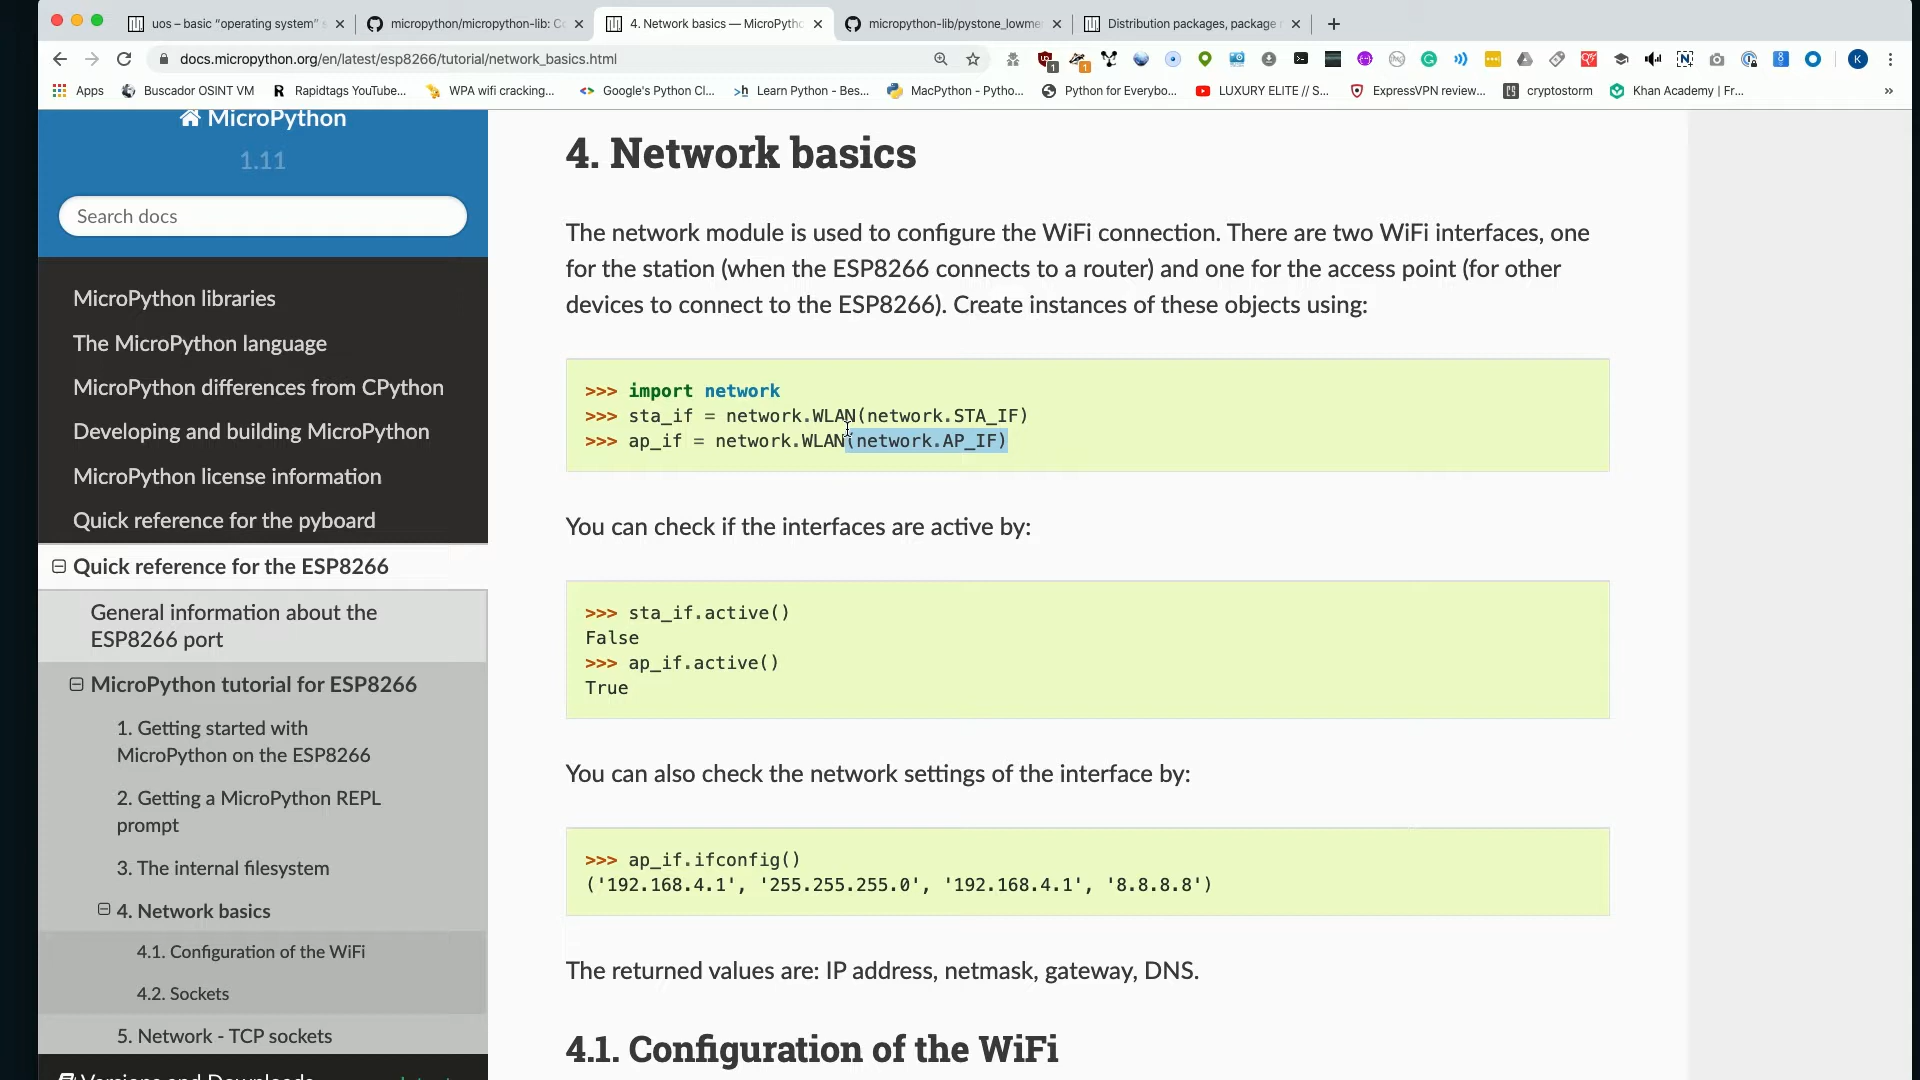 uos – basic “operating system” s
micropython/micropython-lib: Co
4. Network basics — MicroPytho
micropython-lib/pystone_lowmem
Distribution packages, package m
docs.micropython.org/en/latest/esp8266/tutorial/network_basics.html
1
1
K
Apps
Buscador OSINT VM
Rapidtags YouTube...
WPA wifi cracking...
Google's Python Cl...
Learn Python - Bes...
MacPython - Pytho...
Python for Everybo...
LUXURY ELITE // S...
ExpressVPN review...
cryptostorm
Khan Academy | Fr...
»
MicroPython
1.11
Search docs
MicroPython libraries
The MicroPython language
MicroPython differences from CPython
Developing and building MicroPython
MicroPython license information
Quick reference for the pyboard
Quick reference for the ESP8266
General information about the
ESP8266 port
MicroPython tutorial for ESP8266
1. Getting started with
MicroPython on the ESP8266
2. Getting a MicroPython REPL
prompt
3. The internal filesystem
4. Network basics
4.1. Configuration of the WiFi
4.2. Sockets
5. Network - TCP sockets
Versions and Downloads
4. Network basics
The network module is used to configure the WiFi connection. There are two WiFi interfaces, one
for the station (when the ESP8266 connects to a router) and one for the access point (for other
devices to connect to the ESP8266). Create instances of these objects using:
>>> import network
>>> sta_if = network.WLAN(network.STA_IF)
>>> ap_if = network.WLAN(network.AP_IF)
You can check if the interfaces are active by:
>>> sta_if.active()
False
>>> ap_if.active()
True
You can also check the network settings of the interface by:
>>> ap_if.ifconfig()
('192.168.4.1', '255.255.255.0', '192.168.4.1', '8.8.8.8')
The returned values are: IP address, netmask, gateway, DNS.
4.1. Configuration of the WiFi